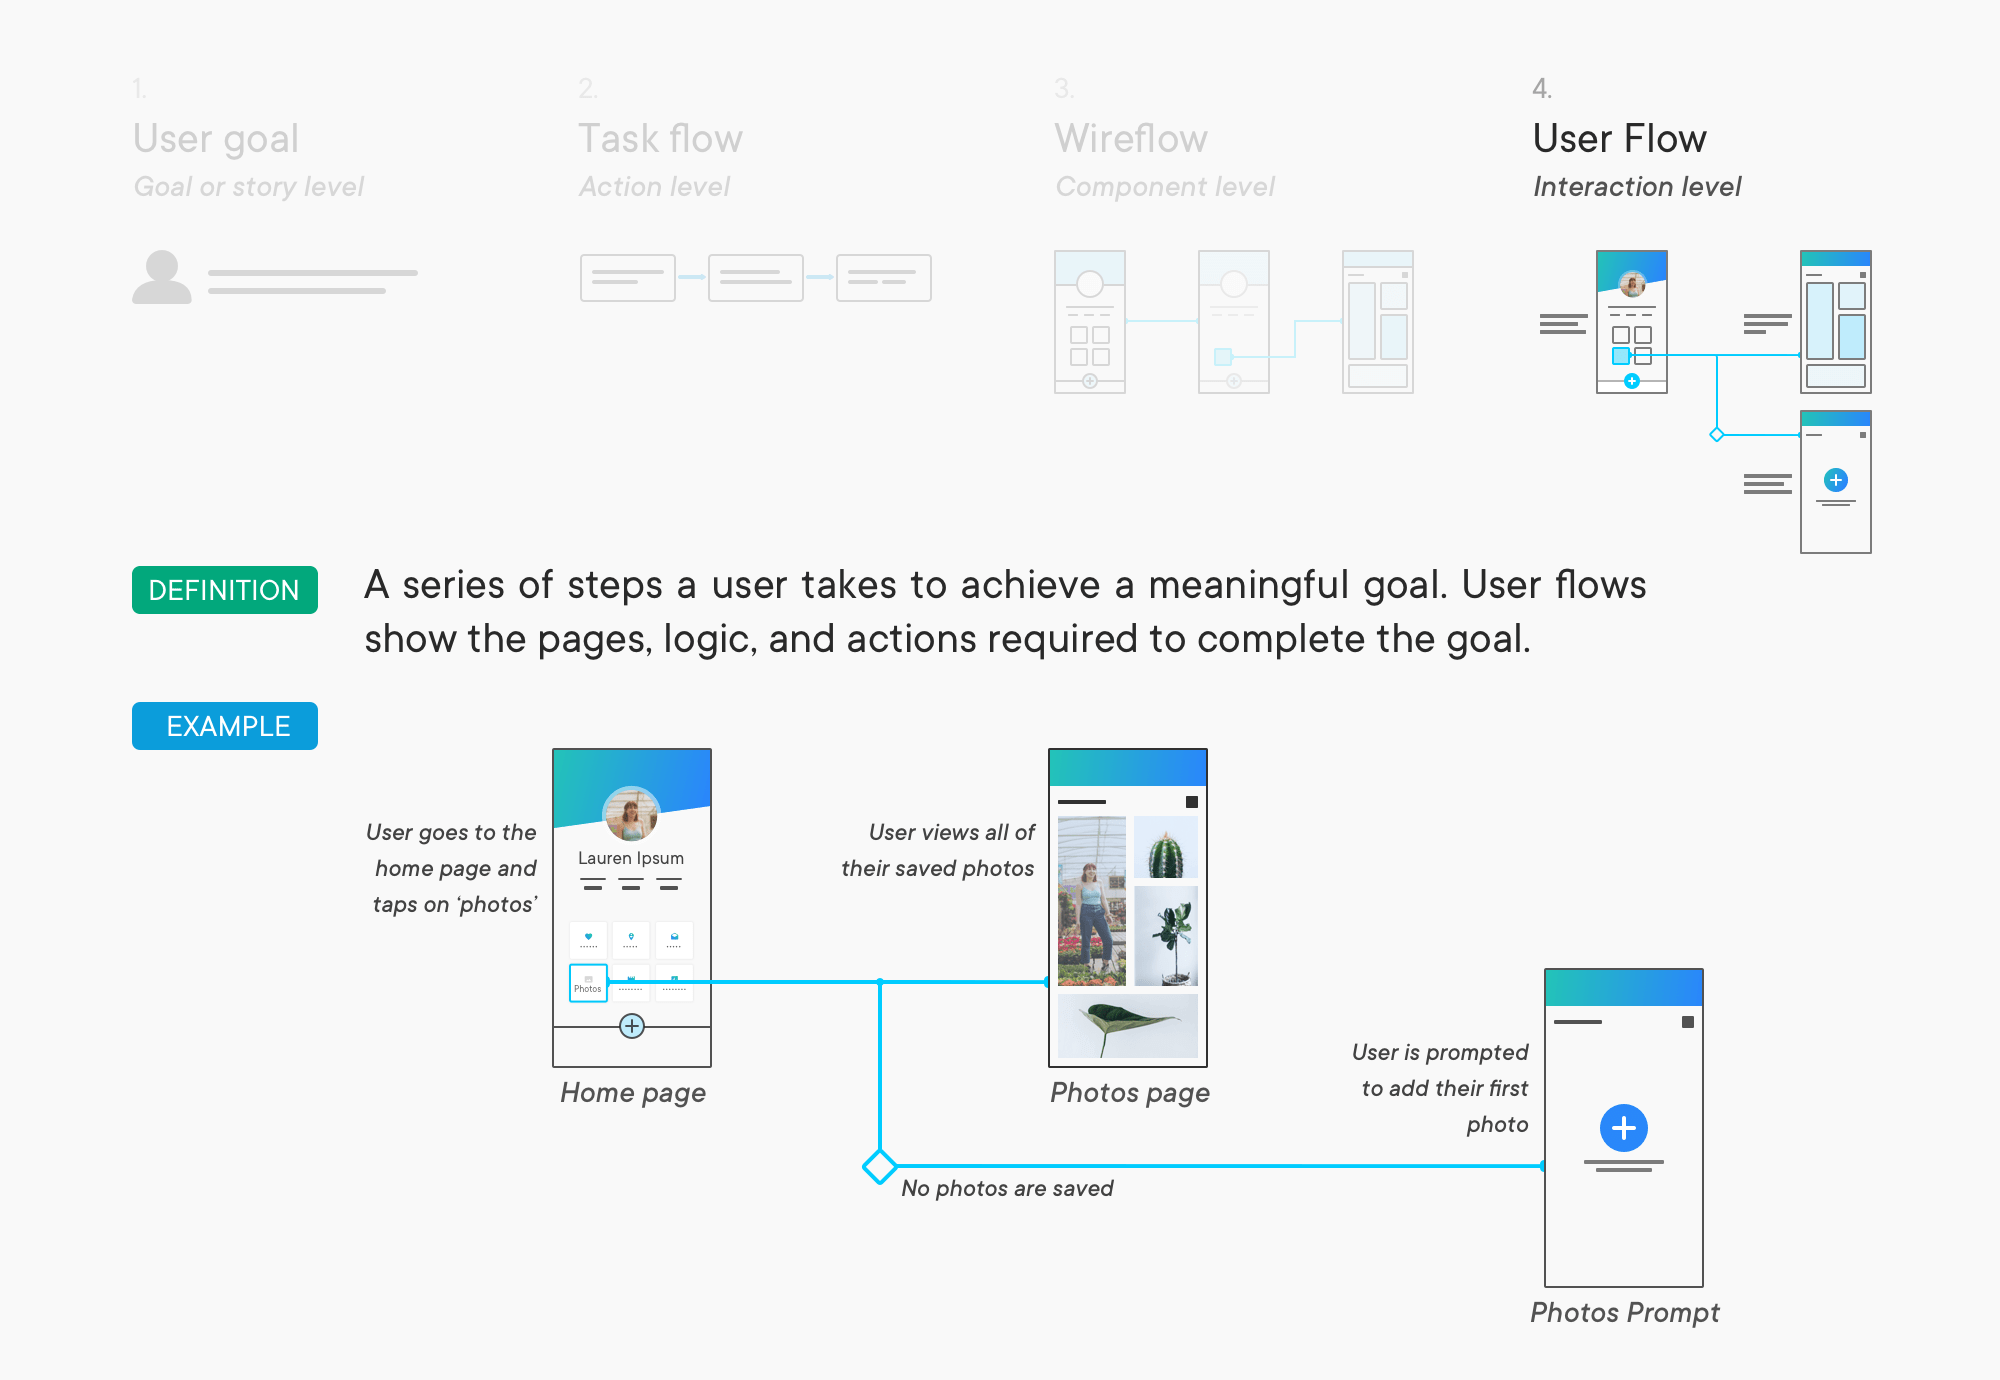 1.
User goal
Goal or story level
2.
Task flow
Action level
3.
Wireflow
Component level
4.
User Flow
Interaction level
DEFINITION
A series of steps a user takes to achieve a meaningful goal. User flows
show the pages, logic, and actions required to complete the goal.
EXAMPLE
User goes to the
home page and
taps on ‘photos’
Lauren Ipsum
Photos
Home page
User views all of
their saved photos
Photos page
No photos are saved
User is prompted
to add their first
photo
Photos Prompt